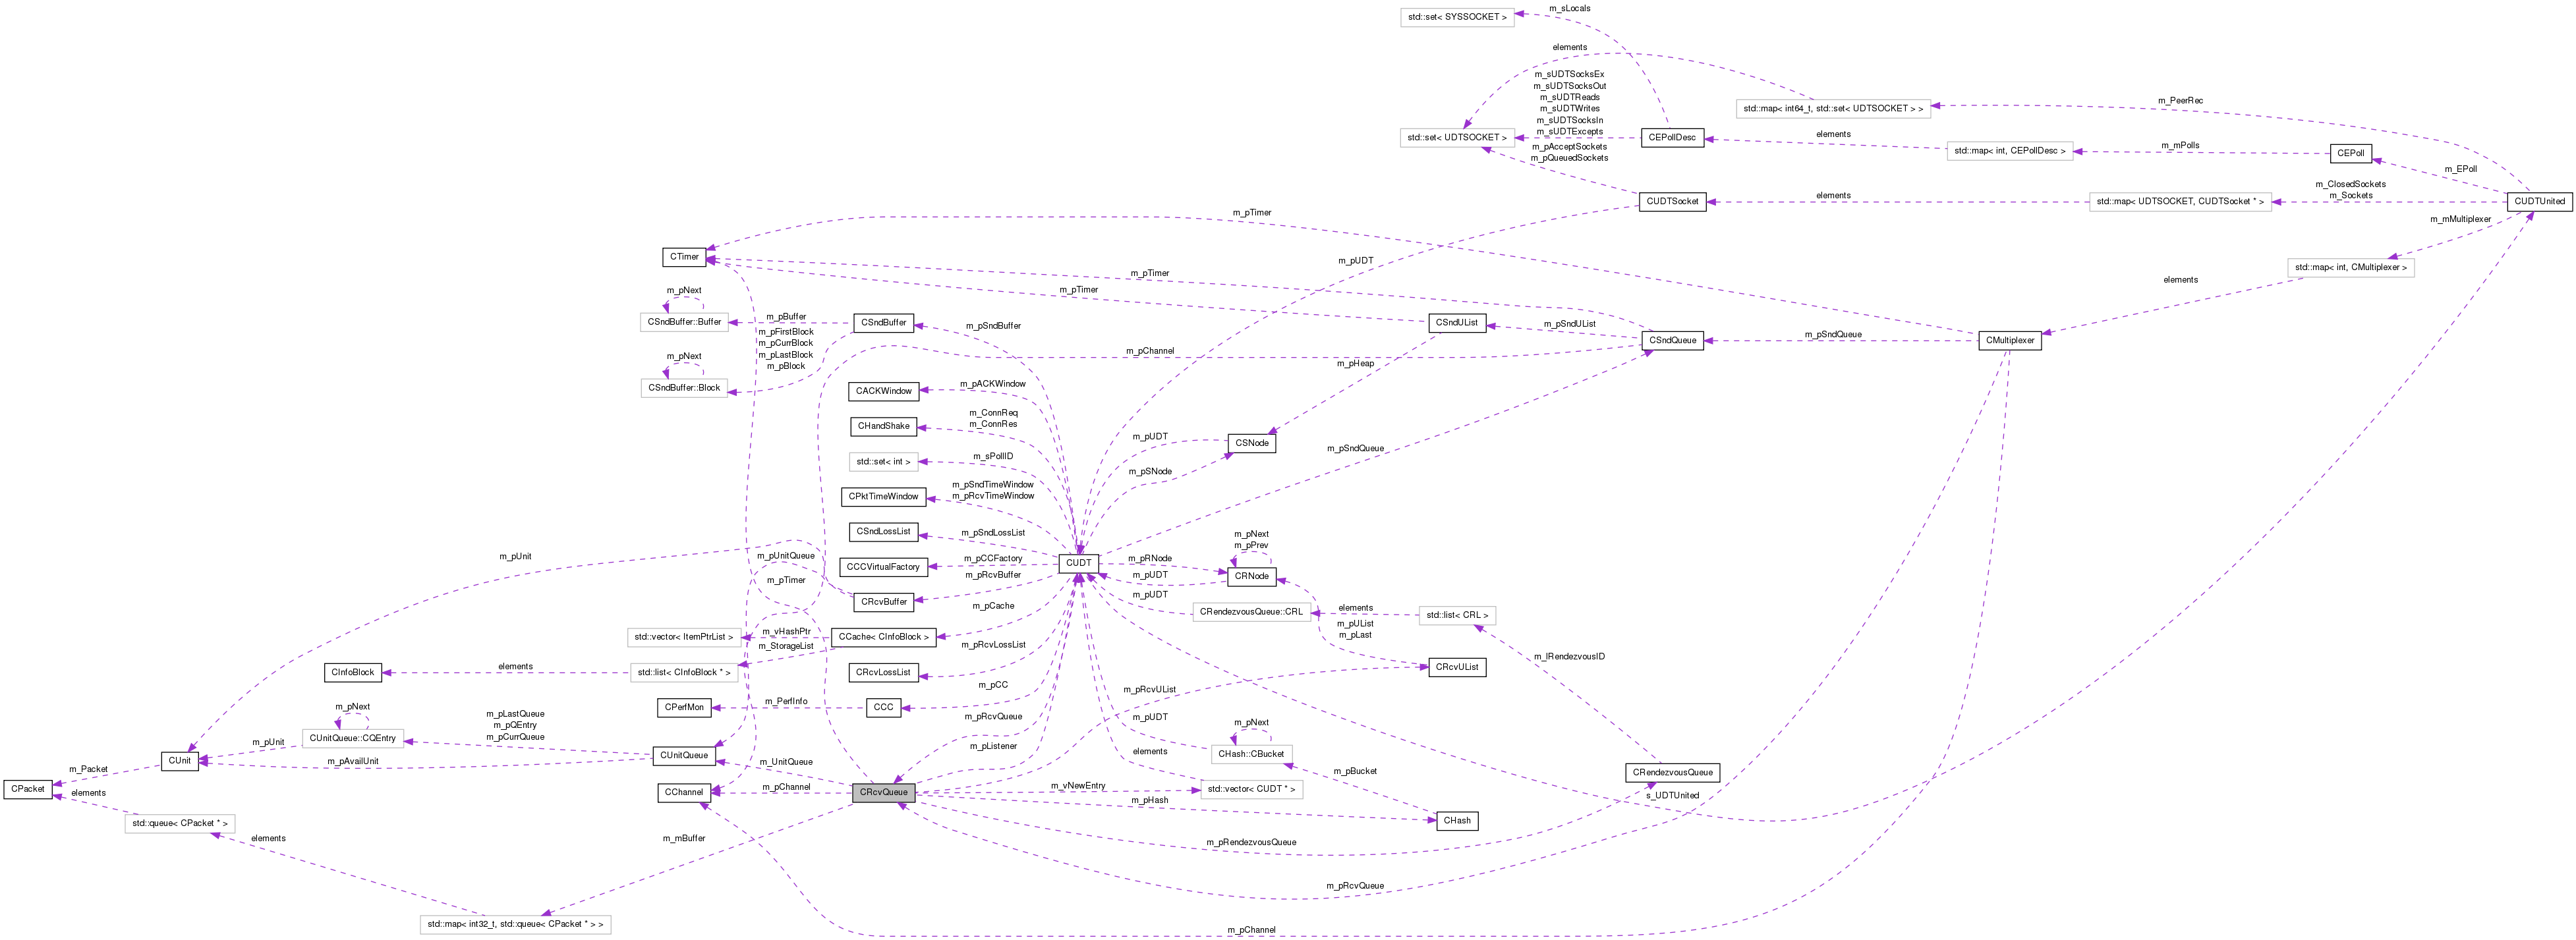 m_sLocals
std::set< SYSSOCKET >
elements
m_sUDTSocksEx
m_sUDTSocksOut
m_sUDTReads
m_sUDTWrites
m_sUDTSocksIn
m_sUDTExcepts
std::map< int64_t, std::set< UDTSOCKET > >
m_PeerRec
std::set< UDTSOCKET >
CEPollDesc
elements
std::map< int, CEPollDesc >
m_mPolls
CEPoll
m_EPoll
m_pAcceptSockets
m_pQueuedSockets
CUDTSocket
elements
std::map< UDTSOCKET, CUDTSocket * >
m_ClosedSockets
m_Sockets
CUDTUnited
m_pTimer
m_mMultiplexer
CTimer
m_pTimer
m_pUDT
std::map< int, CMultiplexer >
m_pTimer
elements
m_pNext
CSndBuffer::Buffer
m_pBuffer
CSndBuffer
m_pSndBuffer
CSndUList
m_pSndUList
CSndQueue
m_pSndQueue
CMultiplexer
m_pFirstBlock
m_pCurrBlock
m_pLastBlock
m_pBlock
m_pChannel
m_pHeap
m_pNext
CSndBuffer::Block
CACKWindow
m_pACKWindow
CHandShake
m_ConnReq
m_ConnRes
m_pUDT
CSNode
m_pSndQueue
std::set< int >
m_sPollID
m_pSNode
CPktTimeWindow
m_pSndTimeWindow
m_pRcvTimeWindow
CSndLossList
m_pSndLossList
m_pNext
m_pPrev
m_pUnit
m_pUnitQueue
CCCVirtualFactory
m_pCCFactory
CUDT
m_pRNode
CRNode
m_pTimer
m_pRcvBuffer
m_pUDT
CRcvBuffer
m_pUDT
m_pCache
CRendezvousQueue::CRL
elements
std::list< CRL >
m_pUList
m_pLast
std::vector< ItemPtrList >
m_vHashPtr
CCache< CInfoBlock >
m_StorageList
m_pRcvLossList
m_lRendezvousID
CInfoBlock
elements
std::list< CInfoBlock * >
CRcvLossList
CRcvUList
m_pCC
m_pRcvUList
CPerfMon
m_PerfInfo
CCC
m_pNext
m_pLastQueue
m_pQEntry
m_pCurrQueue
m_pRcvQueue
m_pUDT
m_pNext
CUnitQueue::CQEntry
m_pUnit
m_pListener
elements
CHash::CBucket
CUnit
m_pAvailUnit
CUnitQueue
m_UnitQueue
m_Packet
m_pBucket
CRendezvousQueue
CPacket
elements
CChannel
m_pChannel
CRcvQueue
m_vNewEntry
std::vector< CUDT * >
m_pHash
s_UDTUnited
std::queue< CPacket * >
CHash
elements
m_mBuffer
m_pRendezvousQueue
m_pRcvQueue
std::map< int32_t, std::queue< CPacket * > >
m_pChannel